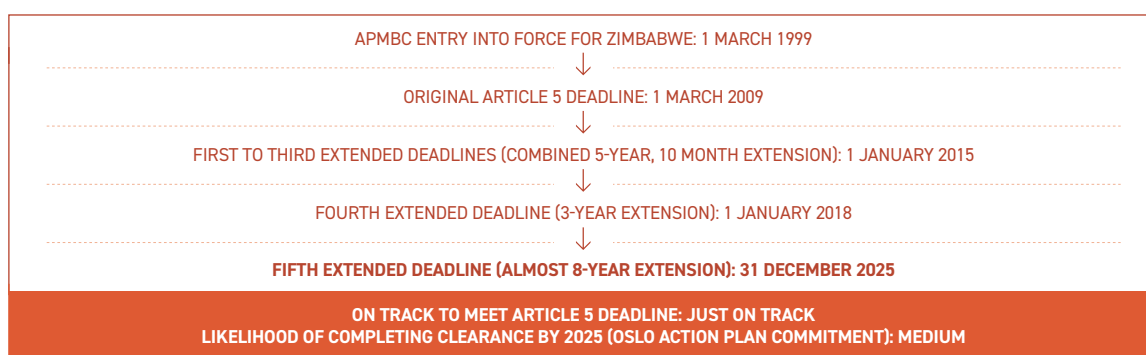 APMBC ENTRY INTO FORCE FOR ZIMBABWE: 1 MARCH 1999
ORIGINAL ARTICLE 5 DEADLINE: 1 MARCH 2009
FIRST TO THIRD EXTENDED DEADLINES (COMBINED 5-YEAR, 10 MONTH EXTENSION): 1 JANUARY 2015
FOURTH EXTENDED DEADLINE (3-YEAR EXTENSION): 1 JANUARY 2018
FIFTH EXTENDED DEADLINE (ALMOST 8-YEAR EXTENSION): 31 DECEMBER 2025
ON TRACK TO MEET ARTICLE 5 DEADLINE: JUST ON TRACK
LIKELIHOOD OF COMPLETING CLEARANCE BY 2025 (OSLO ACTION PLAN COMMITMENT): MEDIUM